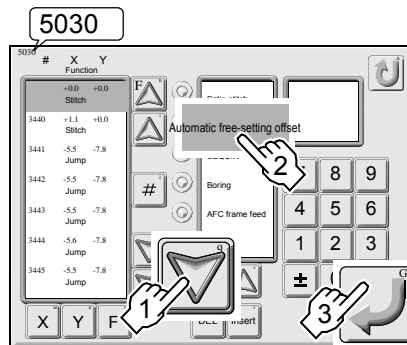 5030
5030
# X Y
Function
+0.0 +0.0
Stitch
3440 +1.1 +0.0
Stitch
3441 -5.5 -7.8
Jump
3442 -5.5 -7.8
Jump
3443 -5.5 -7.8
Jump
3444 -5.6 -7.8
Jump
3445 -5.5 -7.8
Jump
F
#
Satin stitch
Automatic free-setting offset
Boring
AFC frame feed
8 9
4 5 6
1 2 3
±
X Y F
DEL Insert
q
G
1
2
3